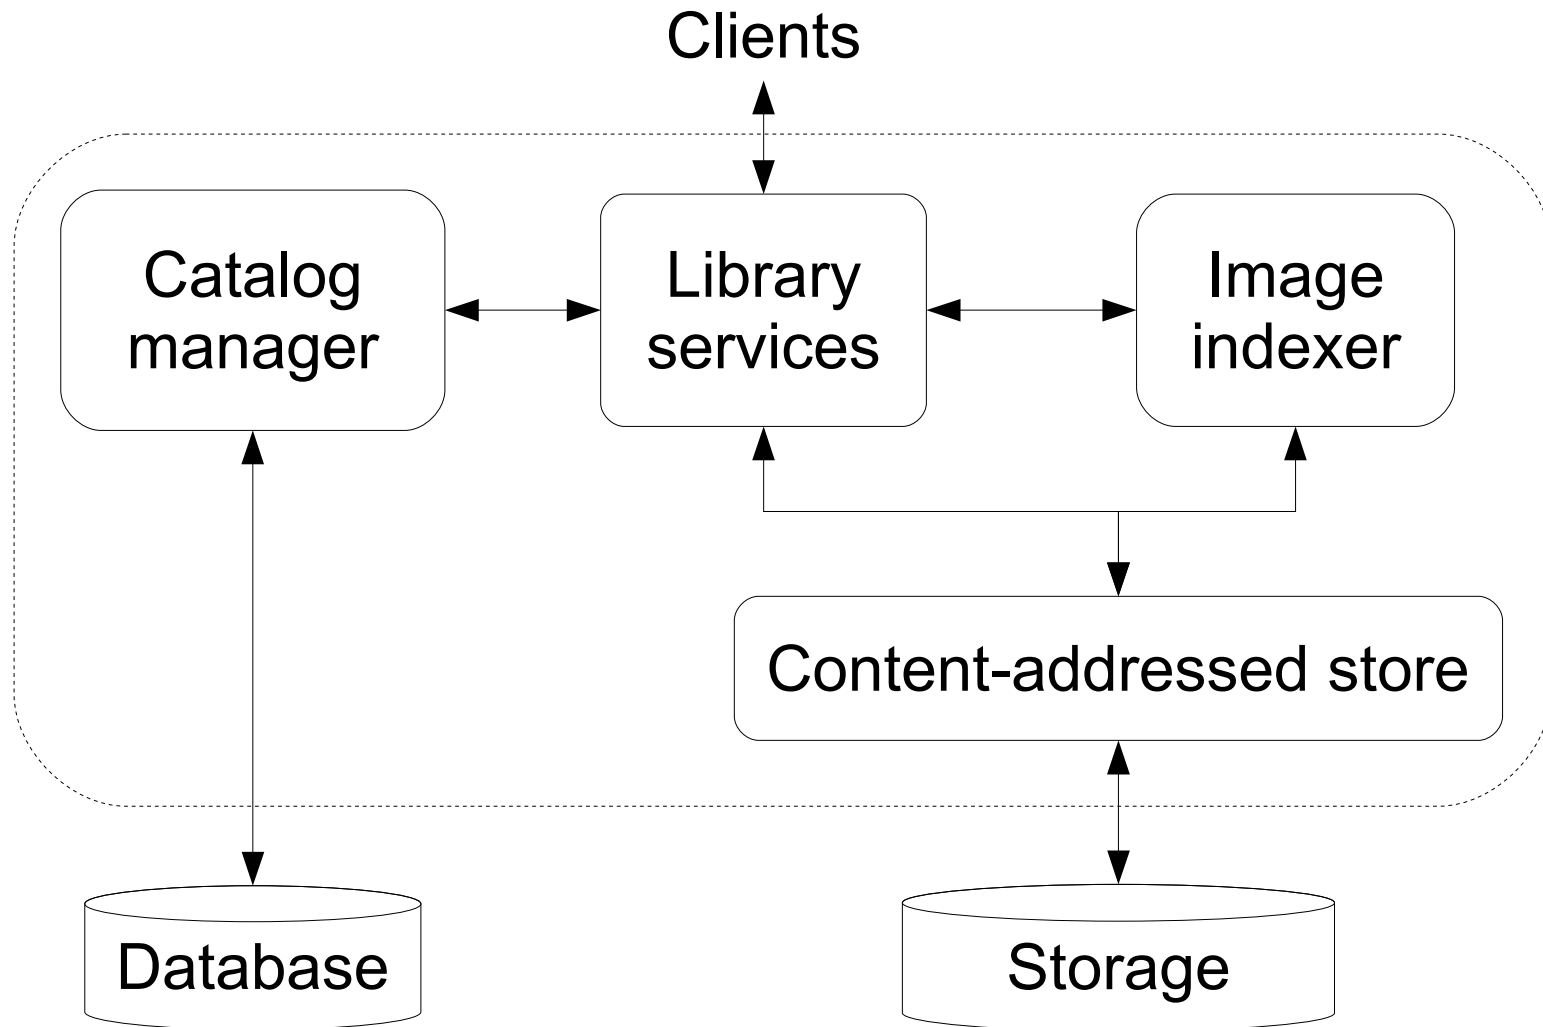 Clients
Catalog
manager
Library
services
Image
indexer
Content-addressed store
Database
Storage